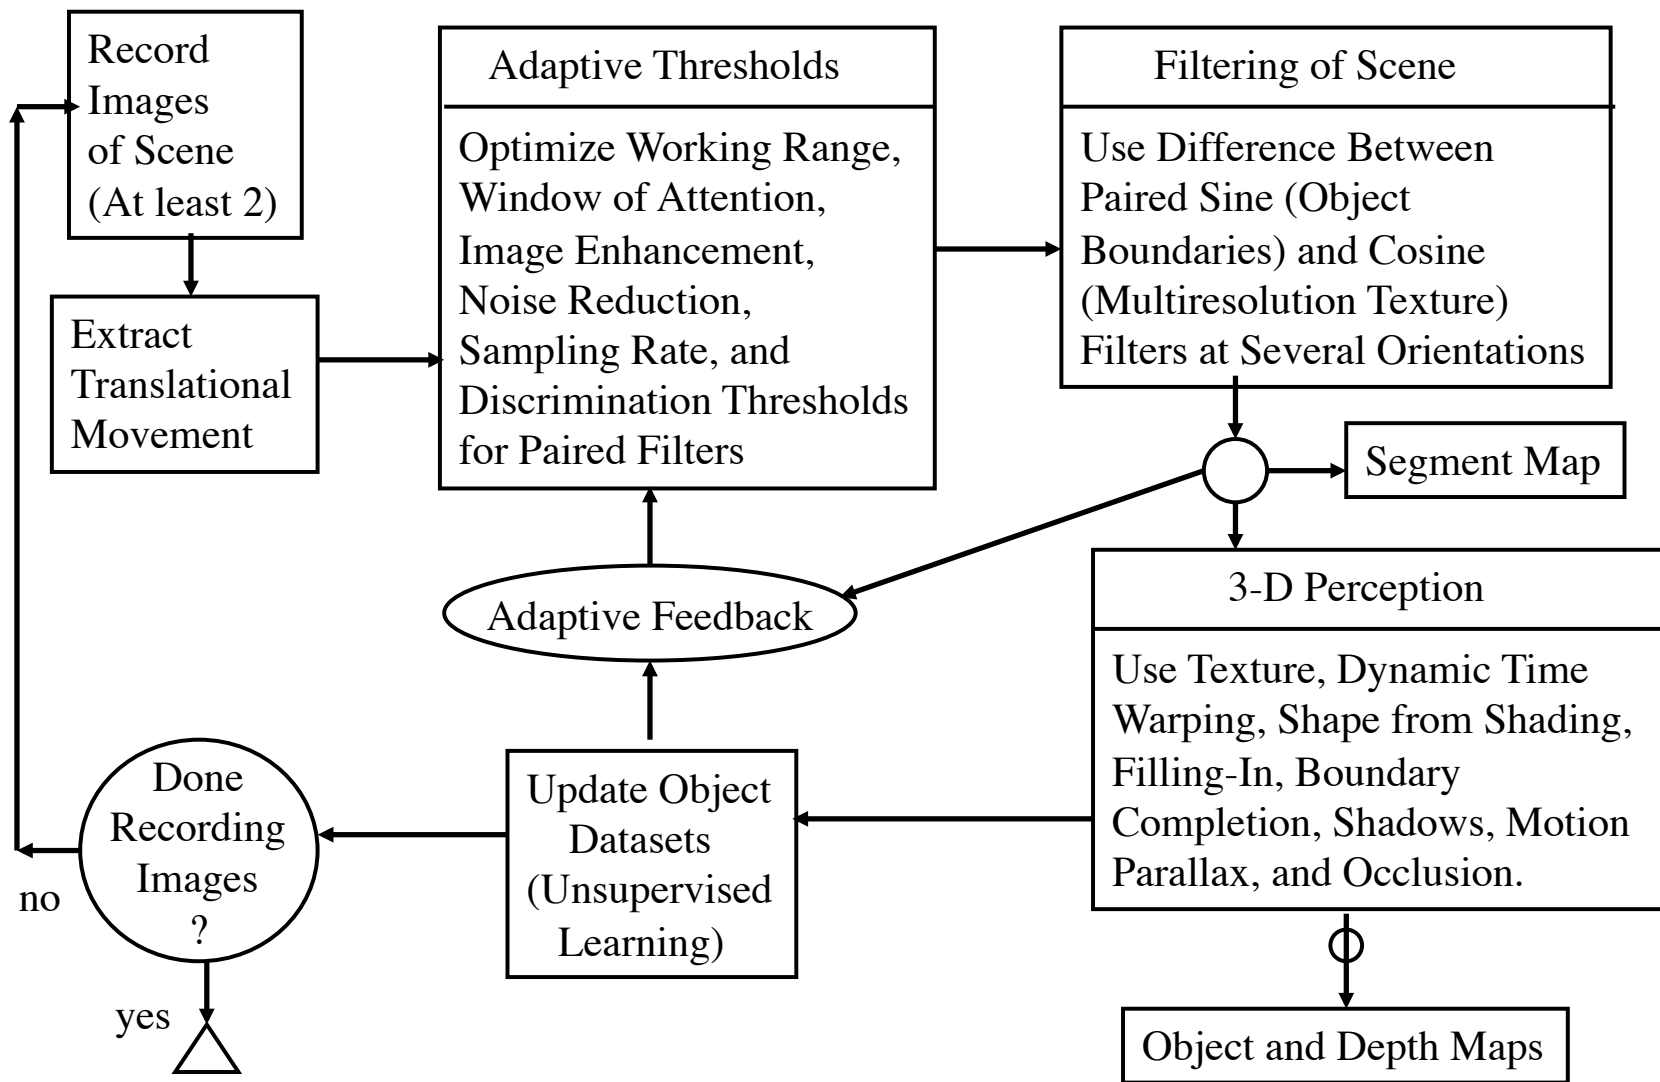 Record
Images
of Scene
(At least 2)
Extract
Translational
Movement
Adaptive Thresholds
Optimize Working Range,
Window of Attention,
Image Enhancement,
Noise Reduction,
Sampling Rate, and
Discrimination Thresholds
for Paired Filters
Filtering of Scene
Use Difference Between
Paired Sine (Object
Boundaries) and Cosine
(Multiresolution Texture)
Filters at Several Orientations
Segment Map
Adaptive Feedback
3-D Perception
Use Texture, Dynamic Time
Warping, Shape from Shading,
Filling-In, Boundary
Completion, Shadows, Motion
Parallax, and Occlusion.
Object and Depth Maps
Update Object
Datasets
(Unsupervised
Learning)
Done
Recording
Images
?
no
yes